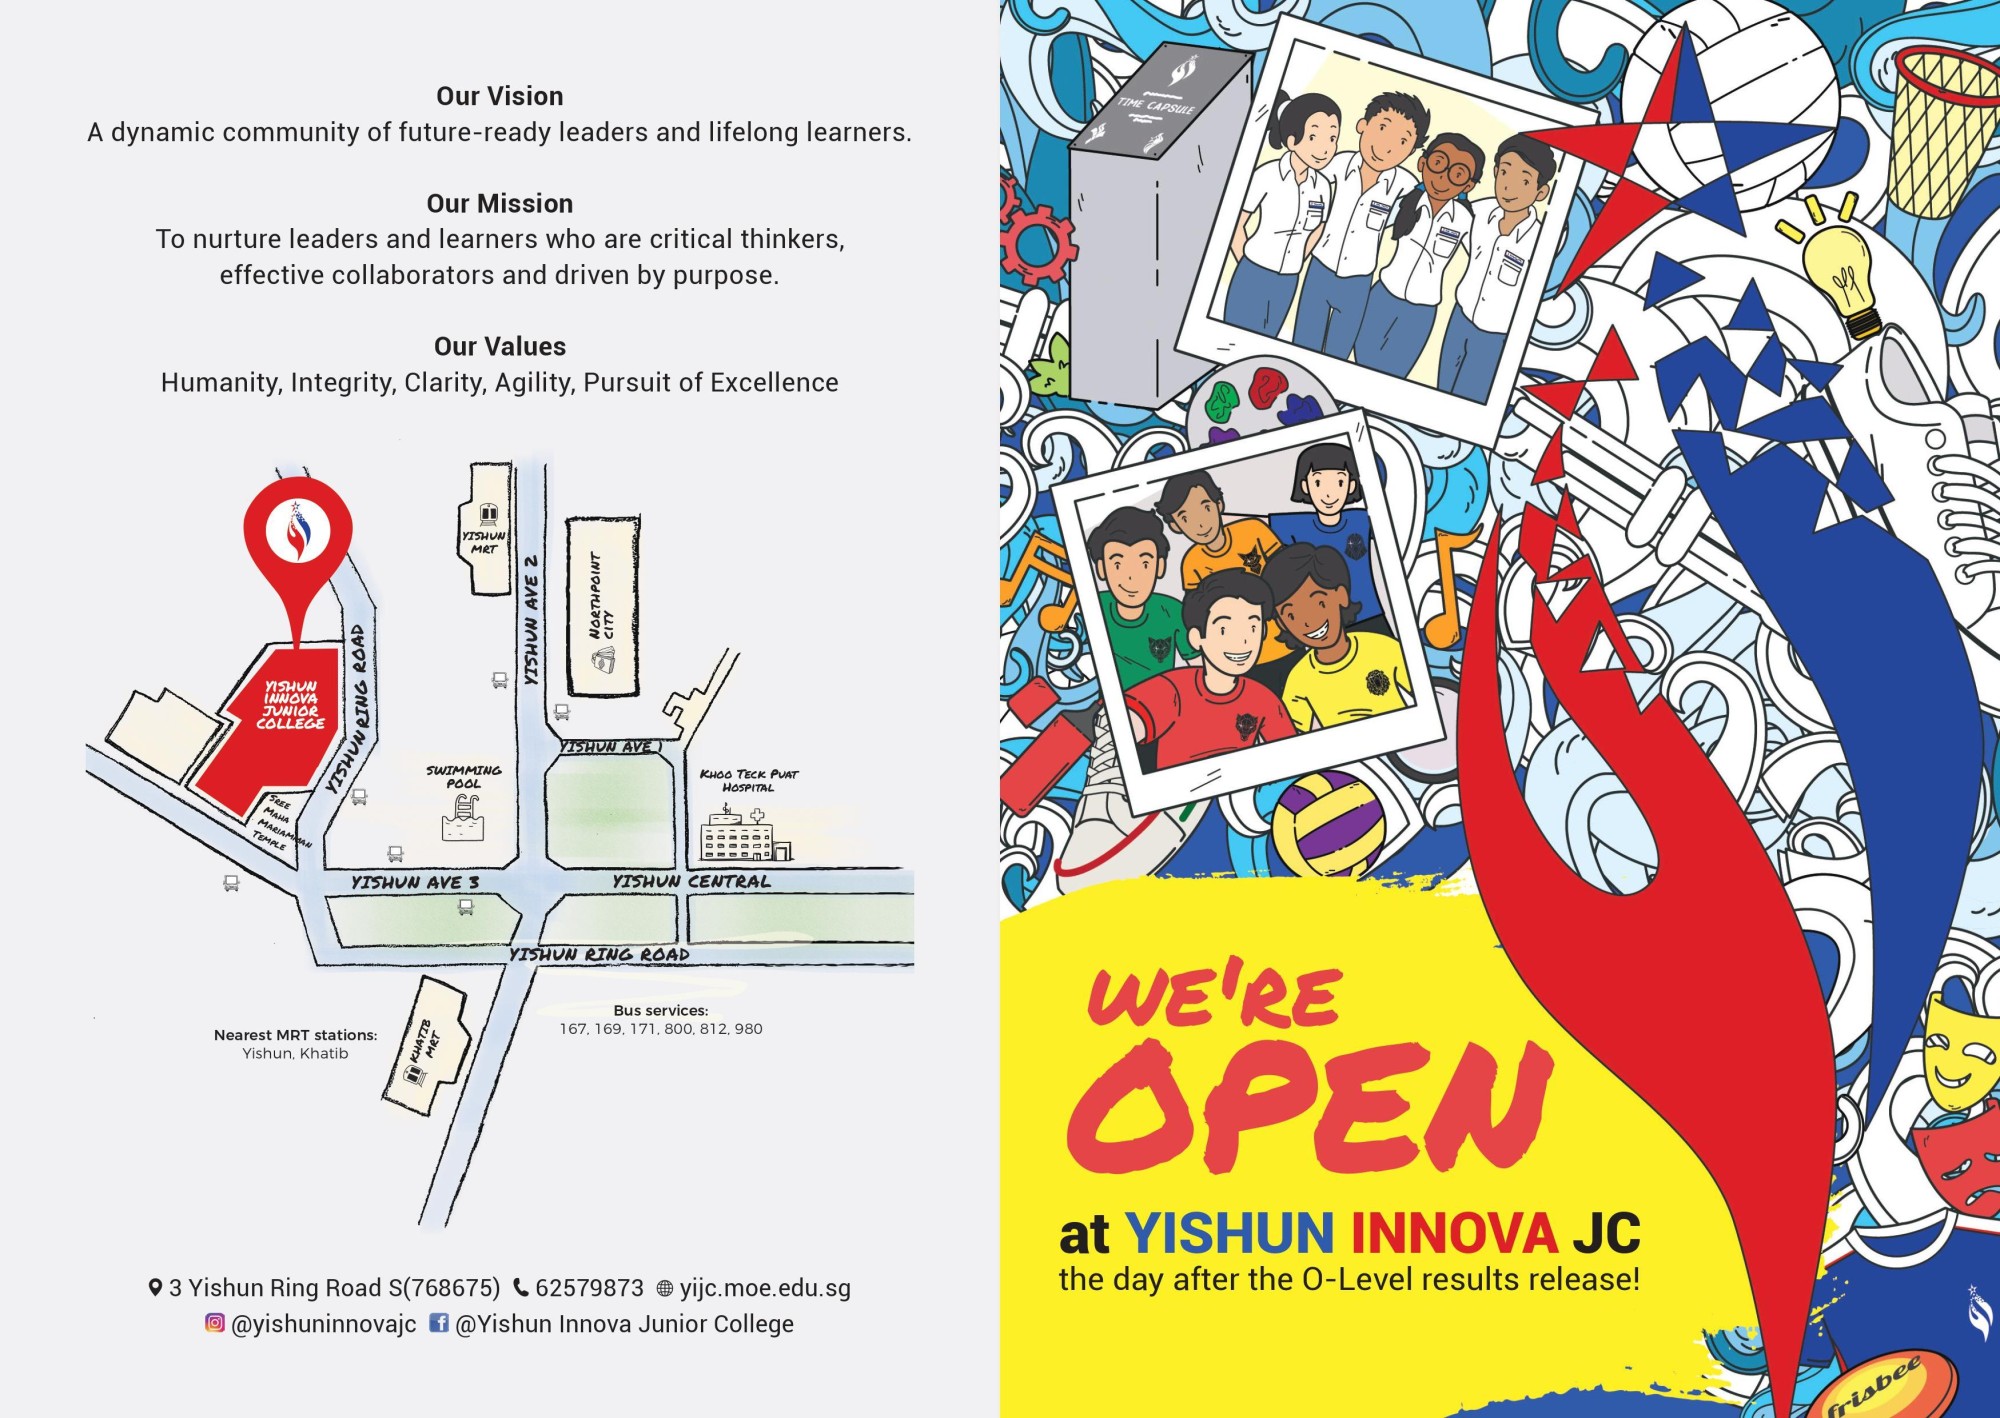 Our Vision
A dynamic community of future-ready leaders and lifelong learners.
Our Mission
To nurture leaders and learners who are critical thinkers,
effective collaborators and driven by purpose.
Our Values
Humanity, Integrity, Clarity, Agility, Pursuit of Excellence
YISHUN
MRT
YISHUN AVE 2
NORTHPOINT
CITY
YISHUN RING ROAD
YISHUN
INNOVA
JUNIOR
COLLEGE
YISHUN AVE 1
SWIMMING
POOL
KHOO TECK PUAT
HOSPITAL
SREE
MAHA
MARIAMMAN
TEMPLE
YISHUN AVE 3
YISHUN CENTRAL
YISHUN RING ROAD
KHATIB
MRT
Nearest MRT stations:
Yishun, Khatib
Bus services:
167, 169, 171, 800, 812, 980
3 Yishun Ring Road S(768675) 62579873 yijc.moe.edu.sg
@yishuninnovajc @Yishun Innova Junior College
TIME CAPSULE
WE'RE
OPEN
at YISHUN INNOVA JC
the day after the O-Level results release!
frisbee